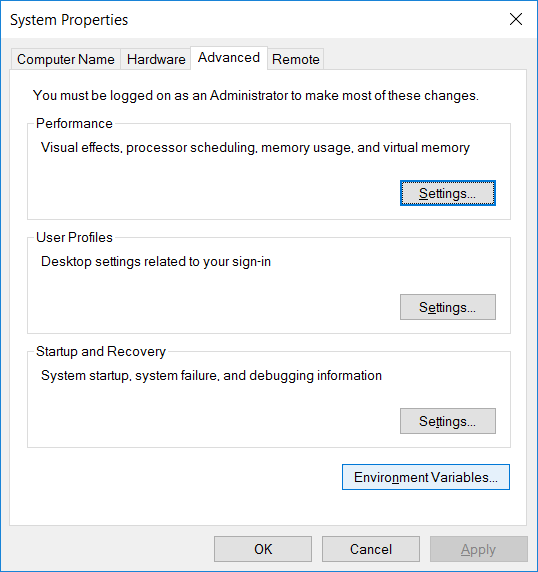 System Properties
Computer Name Hardware Advanced Remote
You must be logged on as an Administrator to make most of these changes.
Performance
Visual effects, processor scheduling, memory usage, and virtual memory
Settings...
User Profiles
Desktop settings related to your sign-in
Settings...
Startup and Recovery
System startup, system failure, and debugging information
Settings...
Environment Variables...
OK Cancel Apply